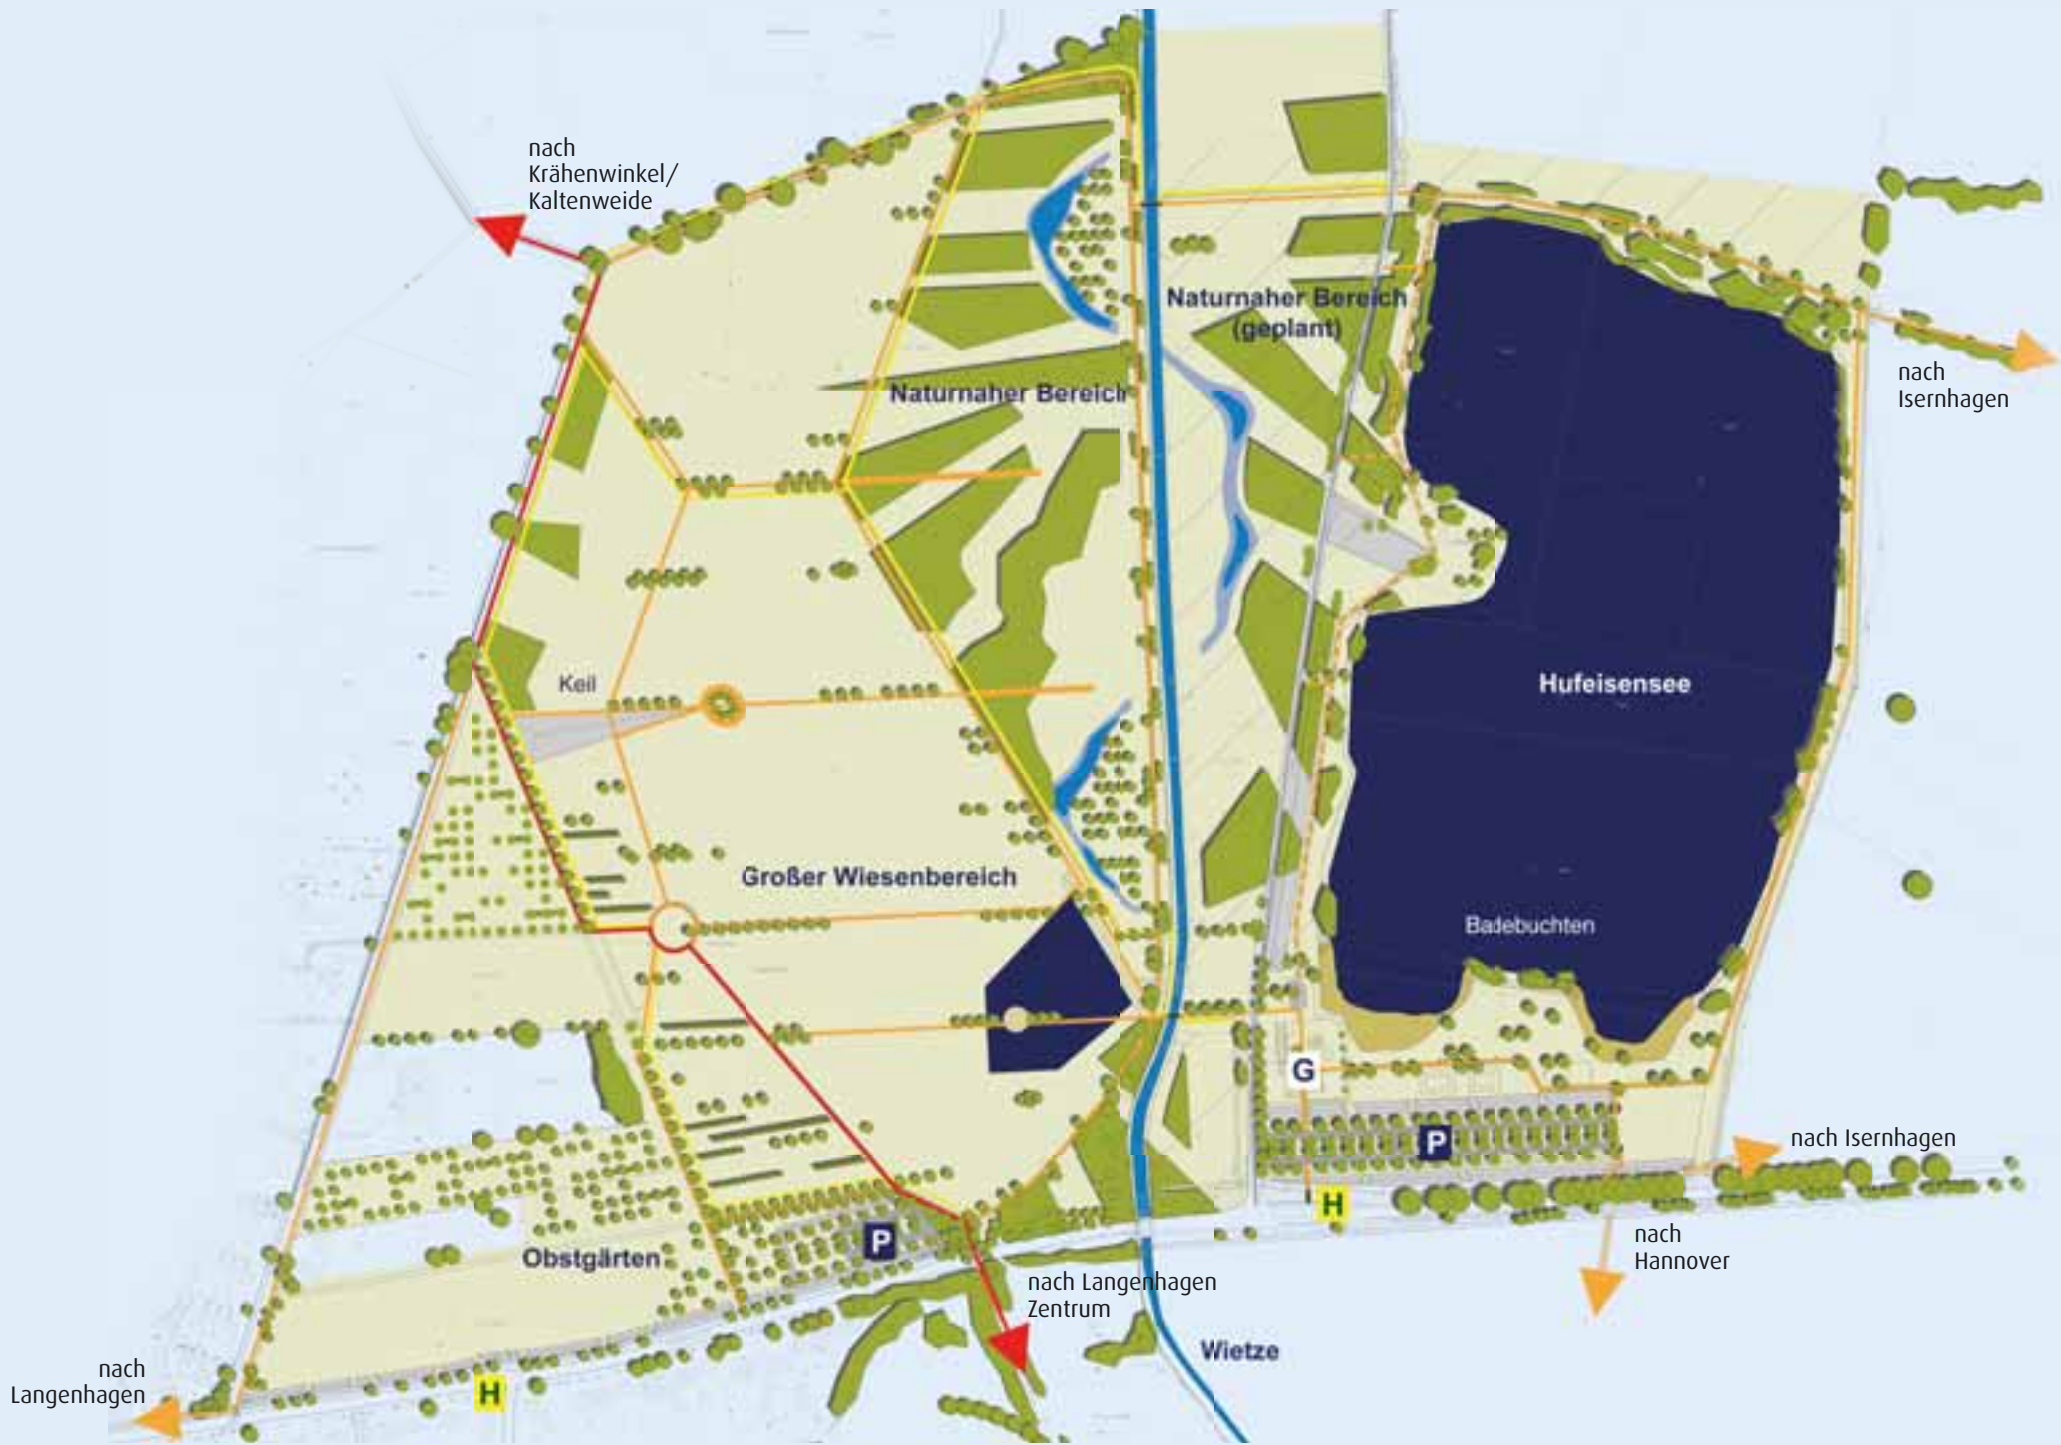 nach
Krähenwinkel/
Kaltenweide
Naturnaher Bereich
(geplant)
nach
Isernhagen
Naturnaher Bereich
Keil
Hufeisensee
Großer Wiesenbereich
Badebuchten
G
P
nach Isernhagen
H
nach
Hannover
P
Obstgärten
nach Langenhagen
Zentrum
Wietze
nach
Langenhagen
H